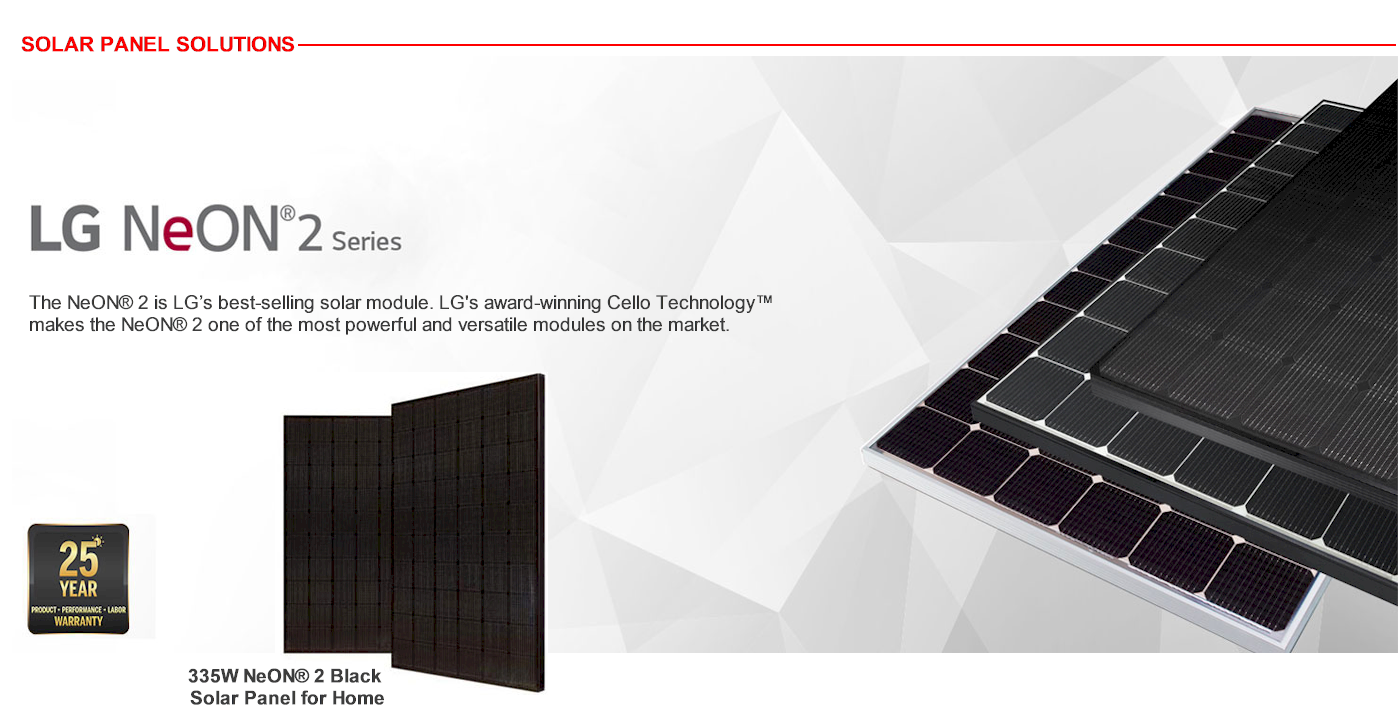 SOLAR PANEL SOLUTIONS
LG NeON®2 Series
The NeON® 2 is LG’s best-selling solar module. LG's award-winning Cello Technology™
makes the NeON® 2 one of the most powerful and versatile modules on the market.
25
YEAR
PRODUCT • PERFORMANCE • LABOR
WARRANTY
335W NeON® 2 Black
Solar Panel for Home